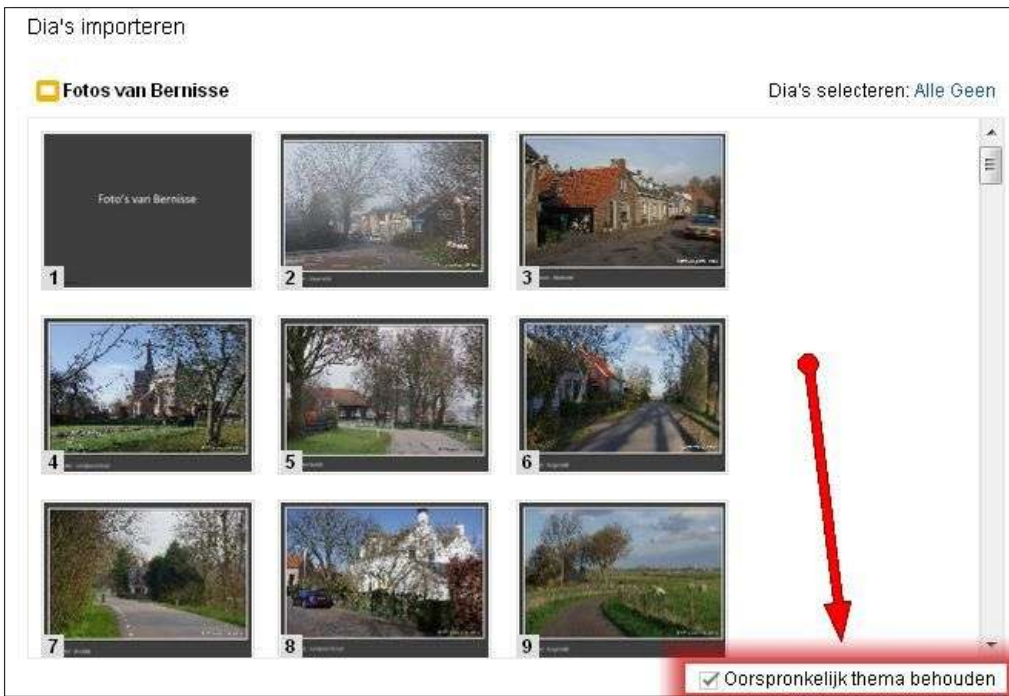 Dia's importeren
Fotos van Bernisse
Dia's selecteren: Alle Geen
Foto's van Bernisse
1
2
3
4
5
6
7
8
9
Oorspronkelijk thema behouden